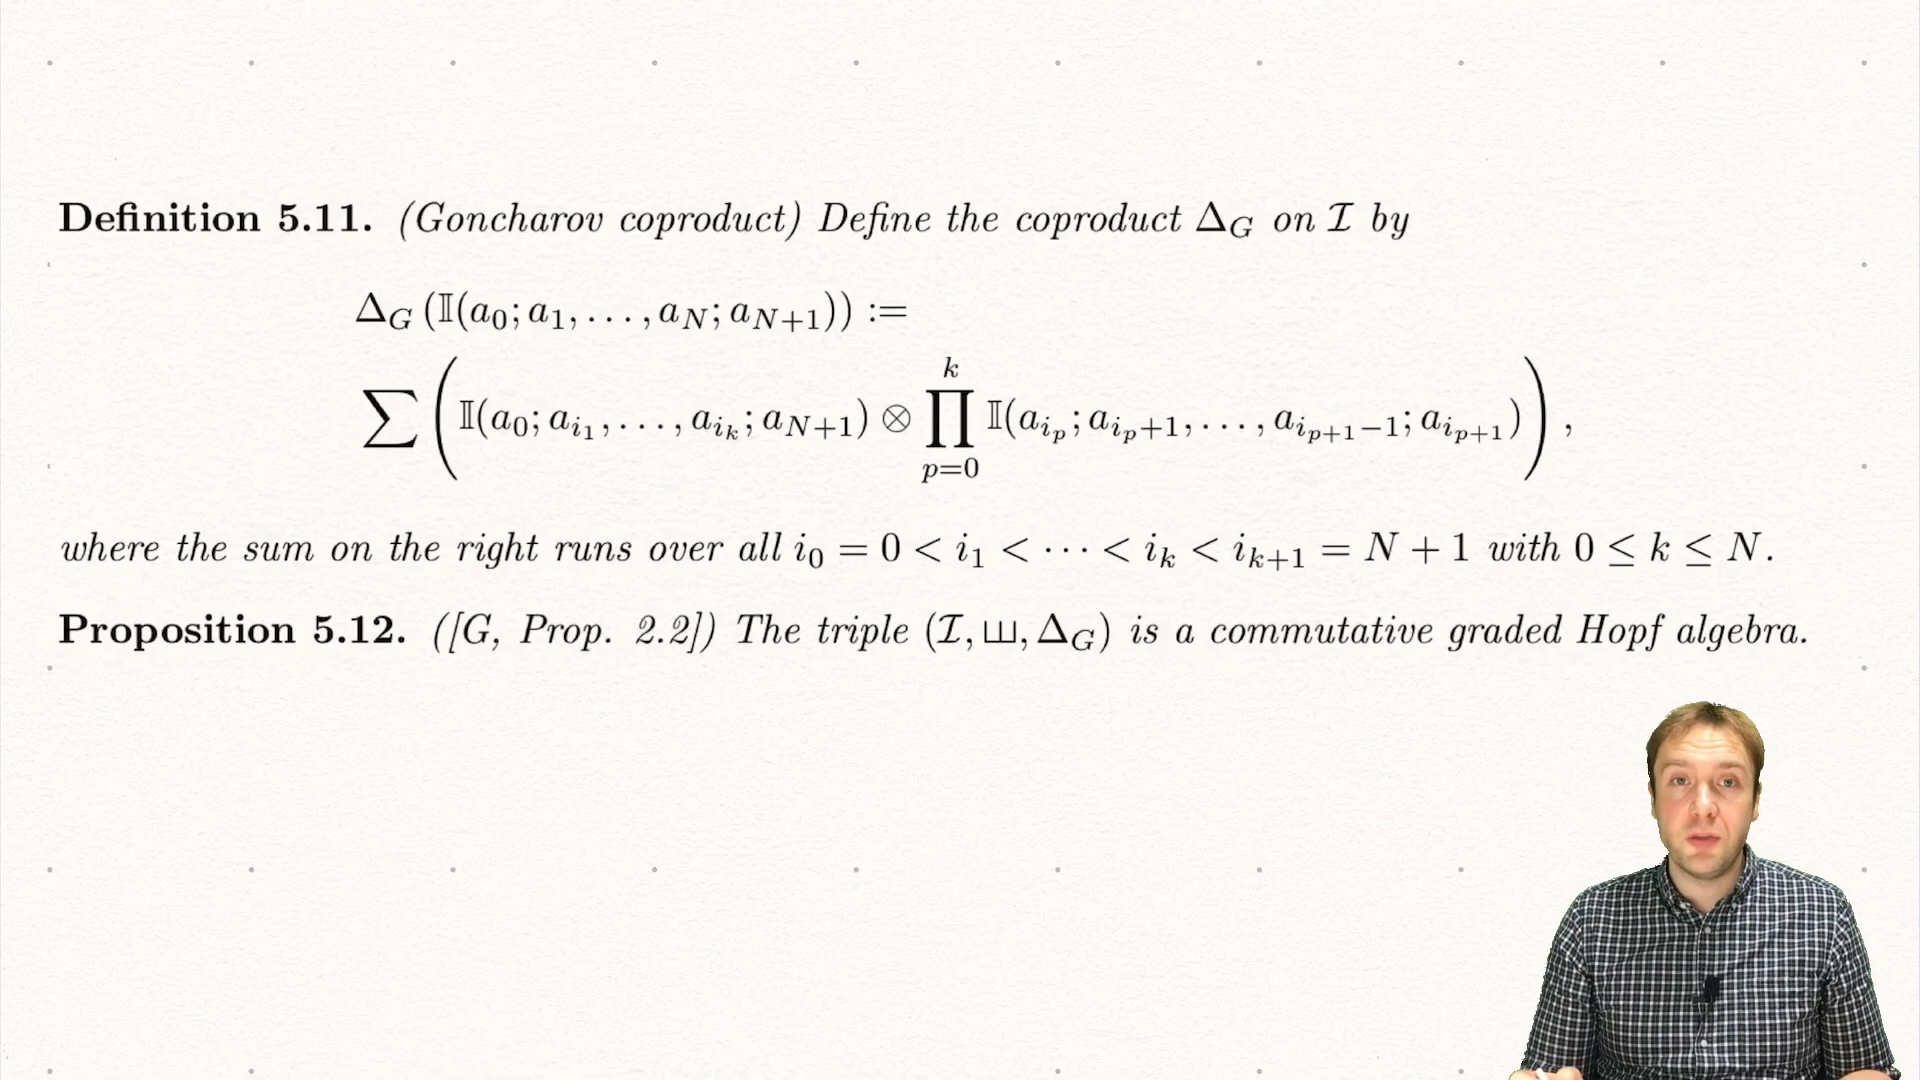 Definition 5.11. (Goncharov coproduct) Define the coproduct Δ_G on 𝓘 by
Δ_G (𝕀(a_0; a_1, . . . , a_N; a_{N+1})) :=
∑ ( 𝕀(a_0; a_{i_1}, . . . , a_{i_k}; a_{N+1}) ⊗ ∏_{p=0}^{k} 𝕀(a_{i_p}; a_{i_p+1}, . . . , a_{i_{p+1}-1}; a_{i_{p+1}}) ) ,
where the sum on the right runs over all i_0 = 0 < i_1 < · · · < i_k < i_{k+1} = N + 1 with 0 ≤ k ≤ N.
Proposition 5.12. ([G, Prop. 2.2]) The triple (𝓘, ш, Δ_G) is a commutative graded Hopf algebra.